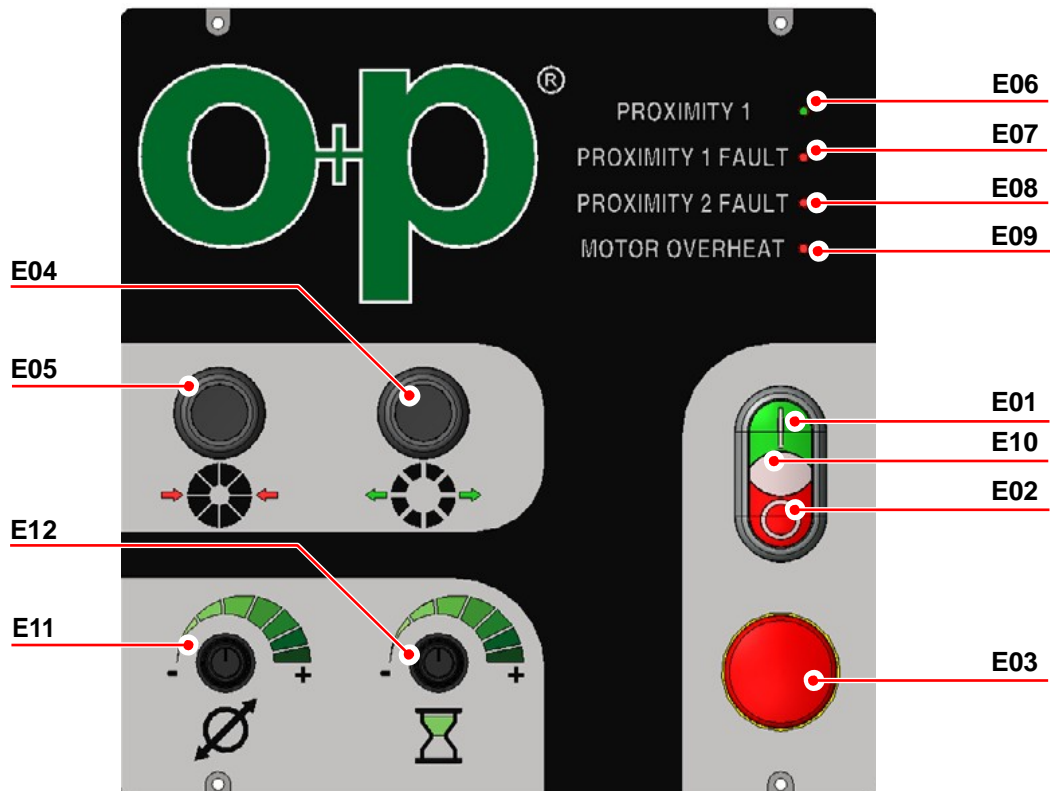 o+p®
PROXIMITY 1
PROXIMITY 1 FAULT
PROXIMITY 2 FAULT
MOTOR OVERHEAT
E06
E07
E08
E09
E04
E05
E01
E10
E02
E12
E11
E03
- +
- +